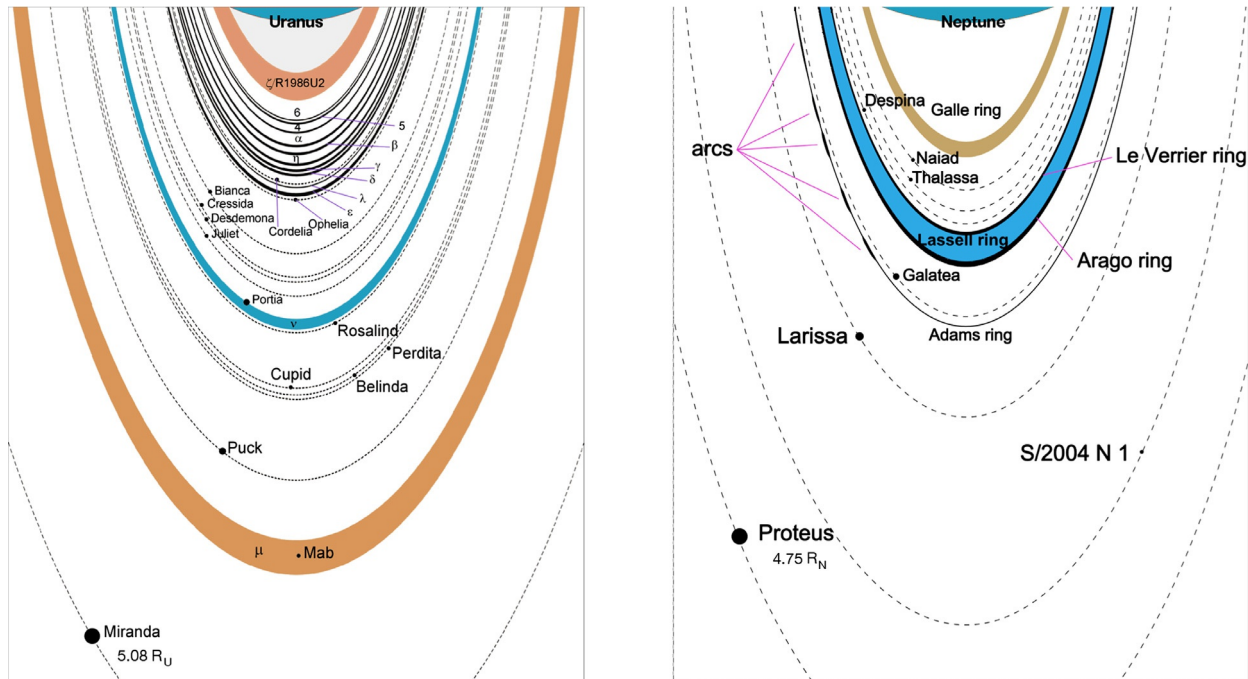 Uranus
ζ/R1986U2
6
5
4
α
β
η
γ
δ
λ
ε
Bianca
Cressida
Desdemona
Juliet
Ophelia
Cordelia
Portia
ν
Rosalind
Perdita
Cupid
Belinda
Puck
μ
Mab
Miranda
5.08 R_U
Neptune
Despina
Galle ring
arcs
Naiad
Thalassa
Le Verrier ring
Lassell ring
Arago ring
Galatea
Adams ring
Larissa
S/2004 N 1
Proteus
4.75 R_N